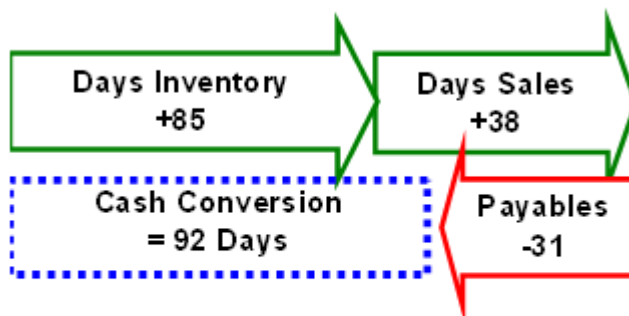 Days Inventory
+85
Days Sales
+38
Cash Conversion
= 92 Days
Payables
-31